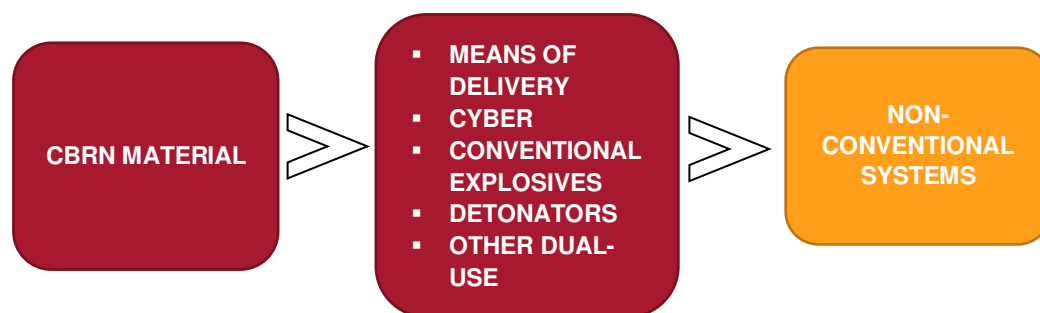 CBRN MATERIAL
▪ MEANS OF
DELIVERY
▪ CYBER
▪ CONVENTIONAL
EXPLOSIVES
▪ DETONATORS
▪ OTHER DUAL-
USE
NON-
CONVENTIONAL
SYSTEMS